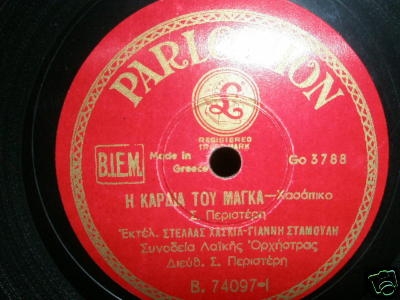 PARLOPHON
£
REGISTERED
TRADE MARK
B.I.E.M. Made in Greece Go 3788
Η ΚΑΡΔΙΑ ΤΟΥ ΜΑΓΚΑ—Χασάπικο
Σ. Περιστέρη
Ἐκτέλ. ΣΤΕΛΛΑΣ ΧΑΣΚΙΛ-ΓΙΑΝΝΗ ΣΤΑΜΟΥΛΗ
Συνοδεία Λαϊκῆς Ὀρχήστρας
Διεύθ. Σ. Περιστέρη
B. 74097-I
eb